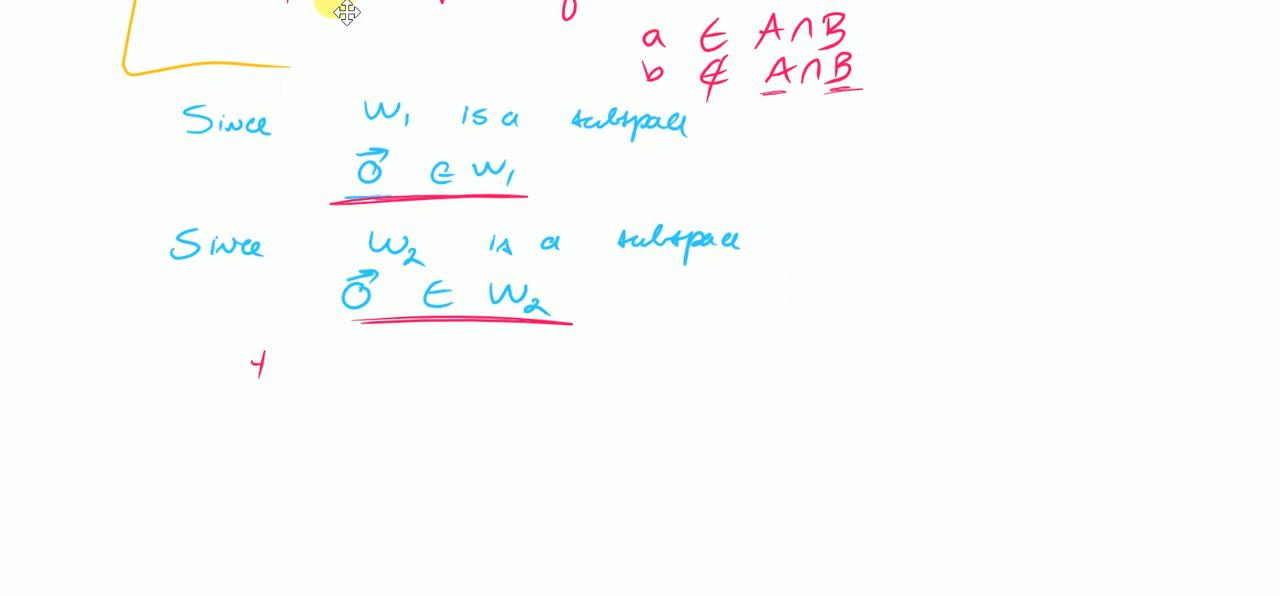 a ∈ A∩B
b ∉ A∩B
Since W₁ is a subspace
0⃗ ∈ W₁
Since W₂ is a subspace
0⃗ ∈ W₂